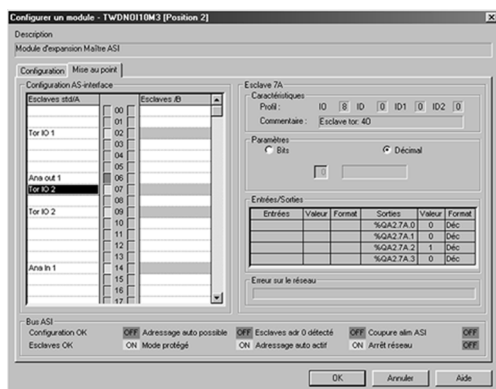 Configurer un module - TWDNOI10M3 [Position 2]
Description
Module d'expansion Maître ASI
Configuration Mise au point
Configuration AS-interface
Esclaves std/A Esclaves /B
00
01
Tor IO 1 02
03
04
05
Ana out 1 06
Tor IO 2 07
08
Tor IO 2 09
10
11
12
13
Ana In 1 14
15
16
17
Esclave 7A
Caractéristiques
Profil : IO 8 ID 0 ID1 0 ID2 0
Commentaire : Esclave tor: 4O
Paramètres
Bits Décimal
0
Entrées/Sorties
Entrées Valeur Format Sorties Valeur Format
%QA2.7A.0 0 Déc
%QA2.7A.1 0 Déc
%QA2.7A.2 1 Déc
%QA2.7A.3 0 Déc
Erreur sur le réseau
Bus ASI
Configuration OK OFF Adressage auto possible OFF Esclaves adr 0 détecté OFF Coupure alim ASI OFF
Esclaves OK ON Mode protégé ON Adressage auto actif ON Arrêt réseau OFF
OK Annuler Aide